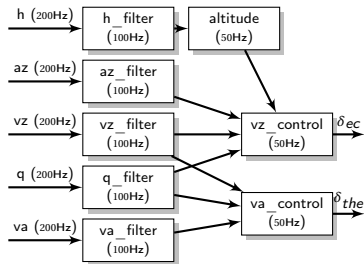 h (200Hz)
h_filter
(100Hz)
altitude
(50Hz)
az (200Hz)
az_filter
(100Hz)
vz (200Hz)
vz_filter
(100Hz)
vz_control
(50Hz)
δec
q (200Hz)
q_filter
(100Hz)
va_control
(50Hz)
δthe
va (200Hz)
va_filter
(100Hz)